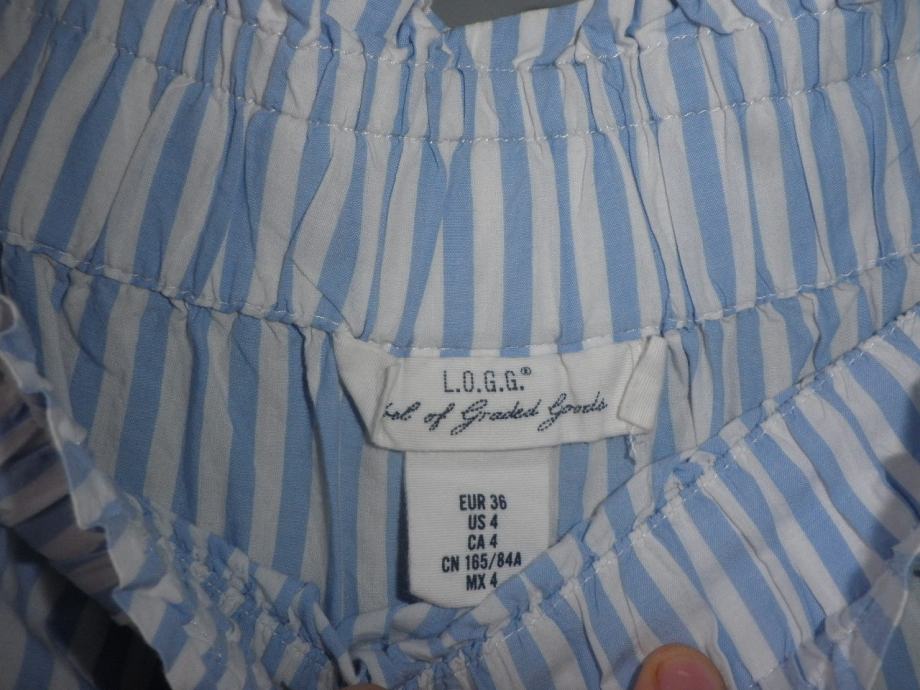 L.O.G.G.®
of Graded Goods
EUR 36
US 4
CA 4
CN 165/84A
MX 4